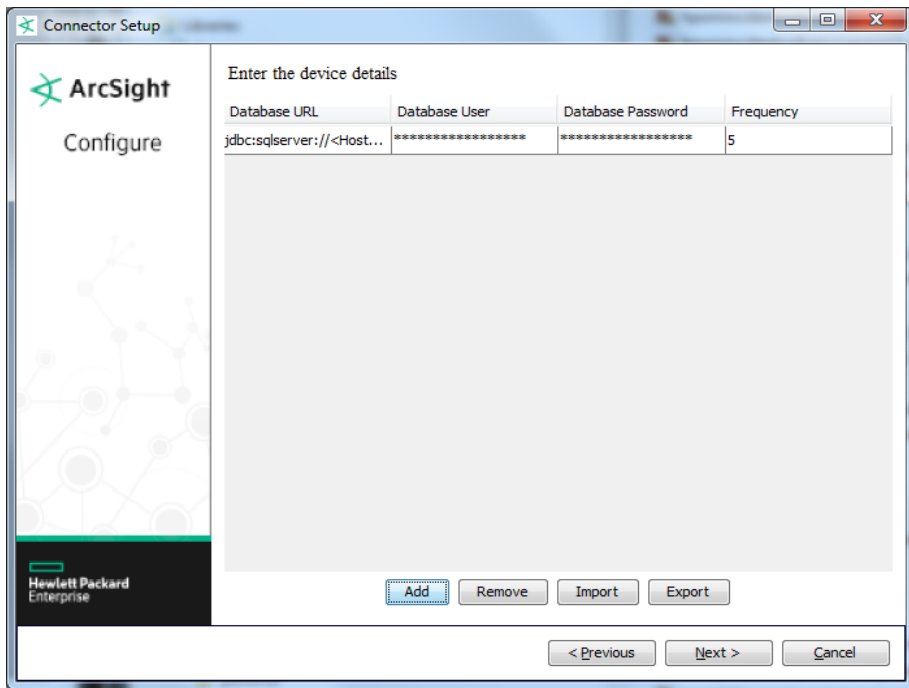 Connector Setup
ArcSight
Configure
Enter the device details
Database URL Database User Database Password Frequency
jdbc:sqlserver://<Host... ***************** ***************** 5
Hewlett Packard
Enterprise
Add Remove Import Export
< Previous Next > Cancel